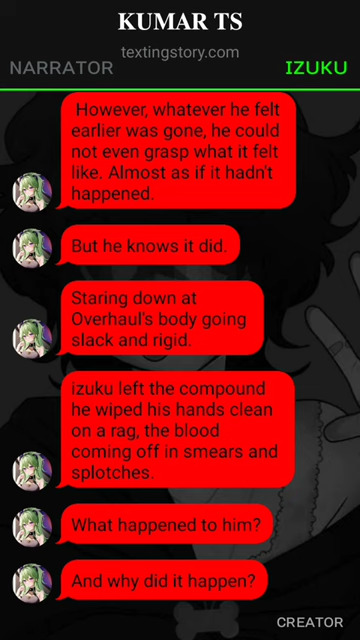 KUMAR TS
textingstory.com
NARRATOR
IZUKU
However, whatever he felt
earlier was gone, he could
not even grasp what it felt
like. Almost as if it hadn't
happened.
But he knows it did.
Staring down at
Overhaul's body going
slack and rigid.
izuku left the compound
he wiped his hands clean
on a rag, the blood
coming off in smears and
splotches.
What happened to him?
And why did it happen?
CREATOR